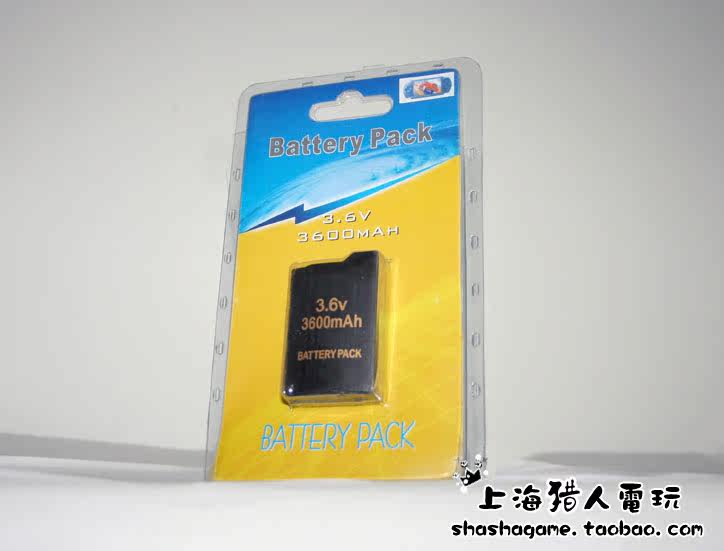 Battery Pack
3.6V
3600MAH
3.6v
3600mAh
BATTERY PACK
BATTERY PACK
上海猎人電玩
shashagame.taobao.com